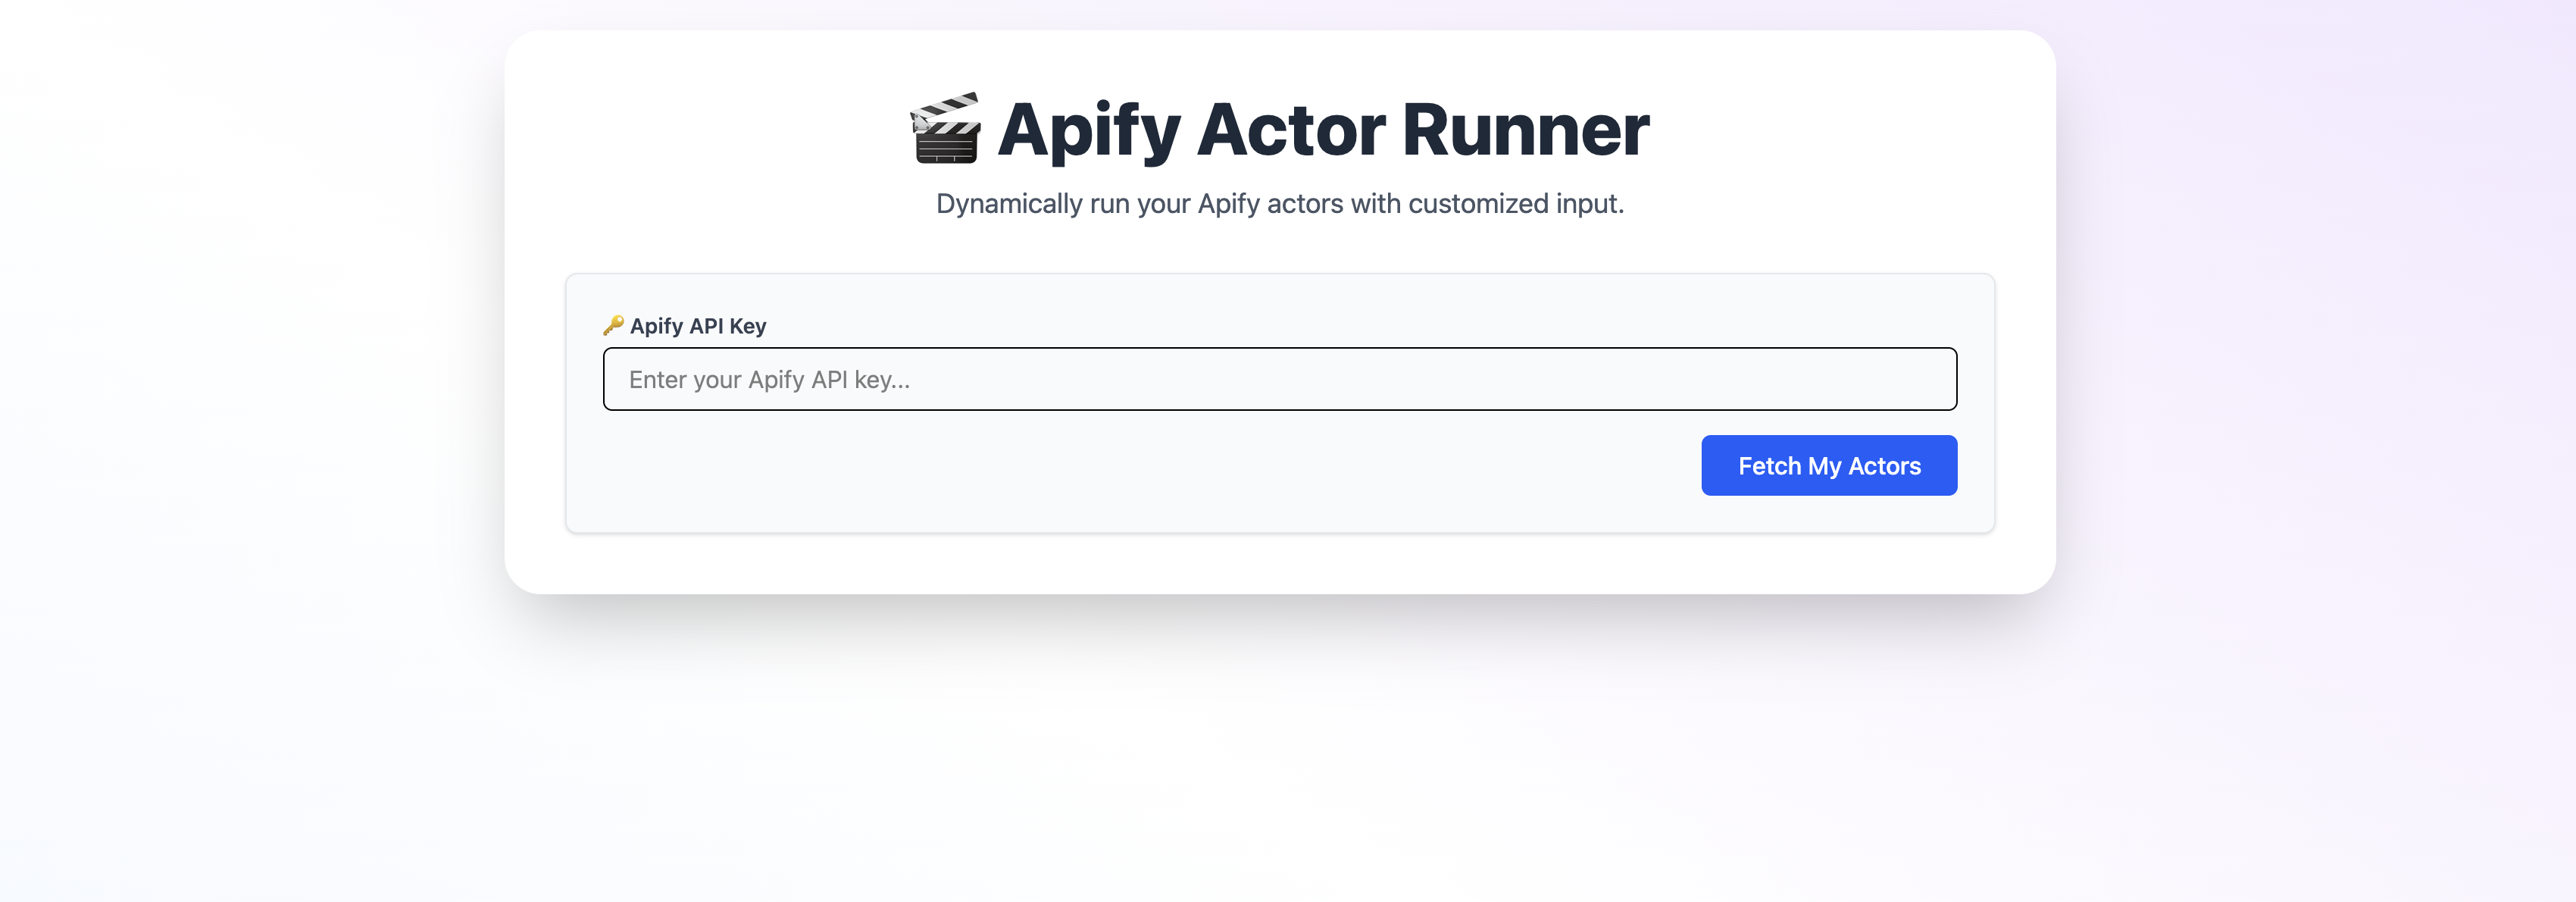 🎬 Apify Actor Runner
Dynamically run your Apify actors with customized input.
🔑 Apify API Key
Enter your Apify API key...
Fetch My Actors